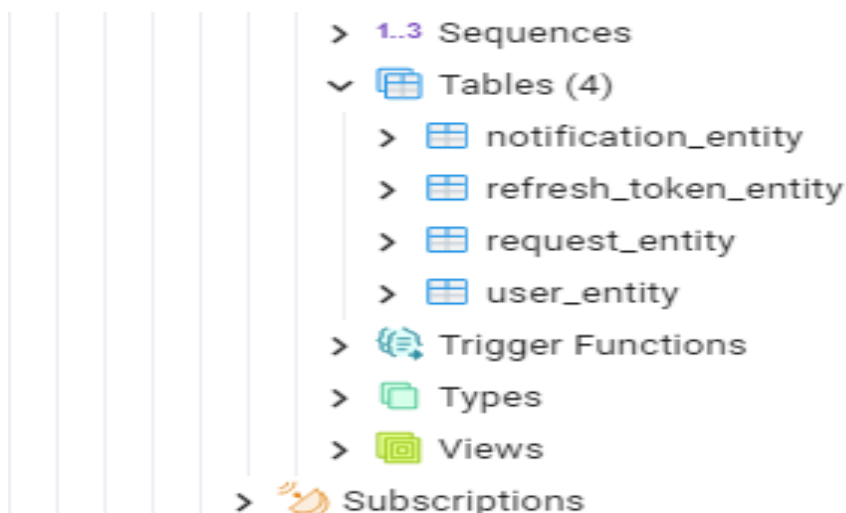 1..3 Sequences
Tables (4)
notification_entity
refresh_token_entity
request_entity
user_entity
Trigger Functions
Types
Views
Subscriptions